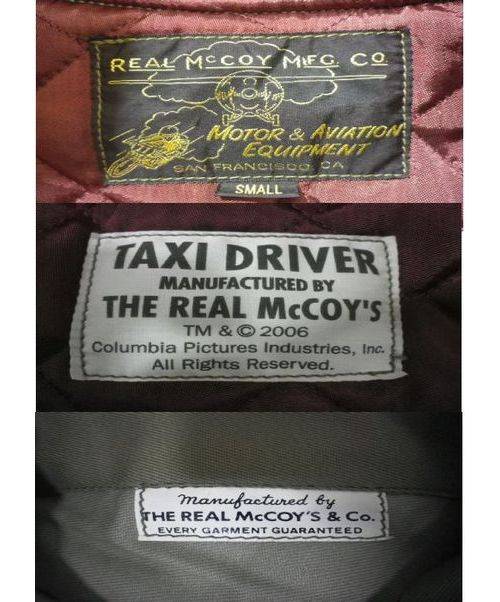 REAL McCOY MFG. CO
MOTOR & AVIATION
EQUIPMENT
SAN FRANCISCO CA
SMALL
TAXI DRIVER
MANUFACTURED BY
THE REAL McCOY'S
TM & © 2006
Columbia Pictures Industries, Inc.
All Rights Reserved.
manufactured by
THE REAL McCOY'S & Co.
EVERY GARMENT GUARANTEED